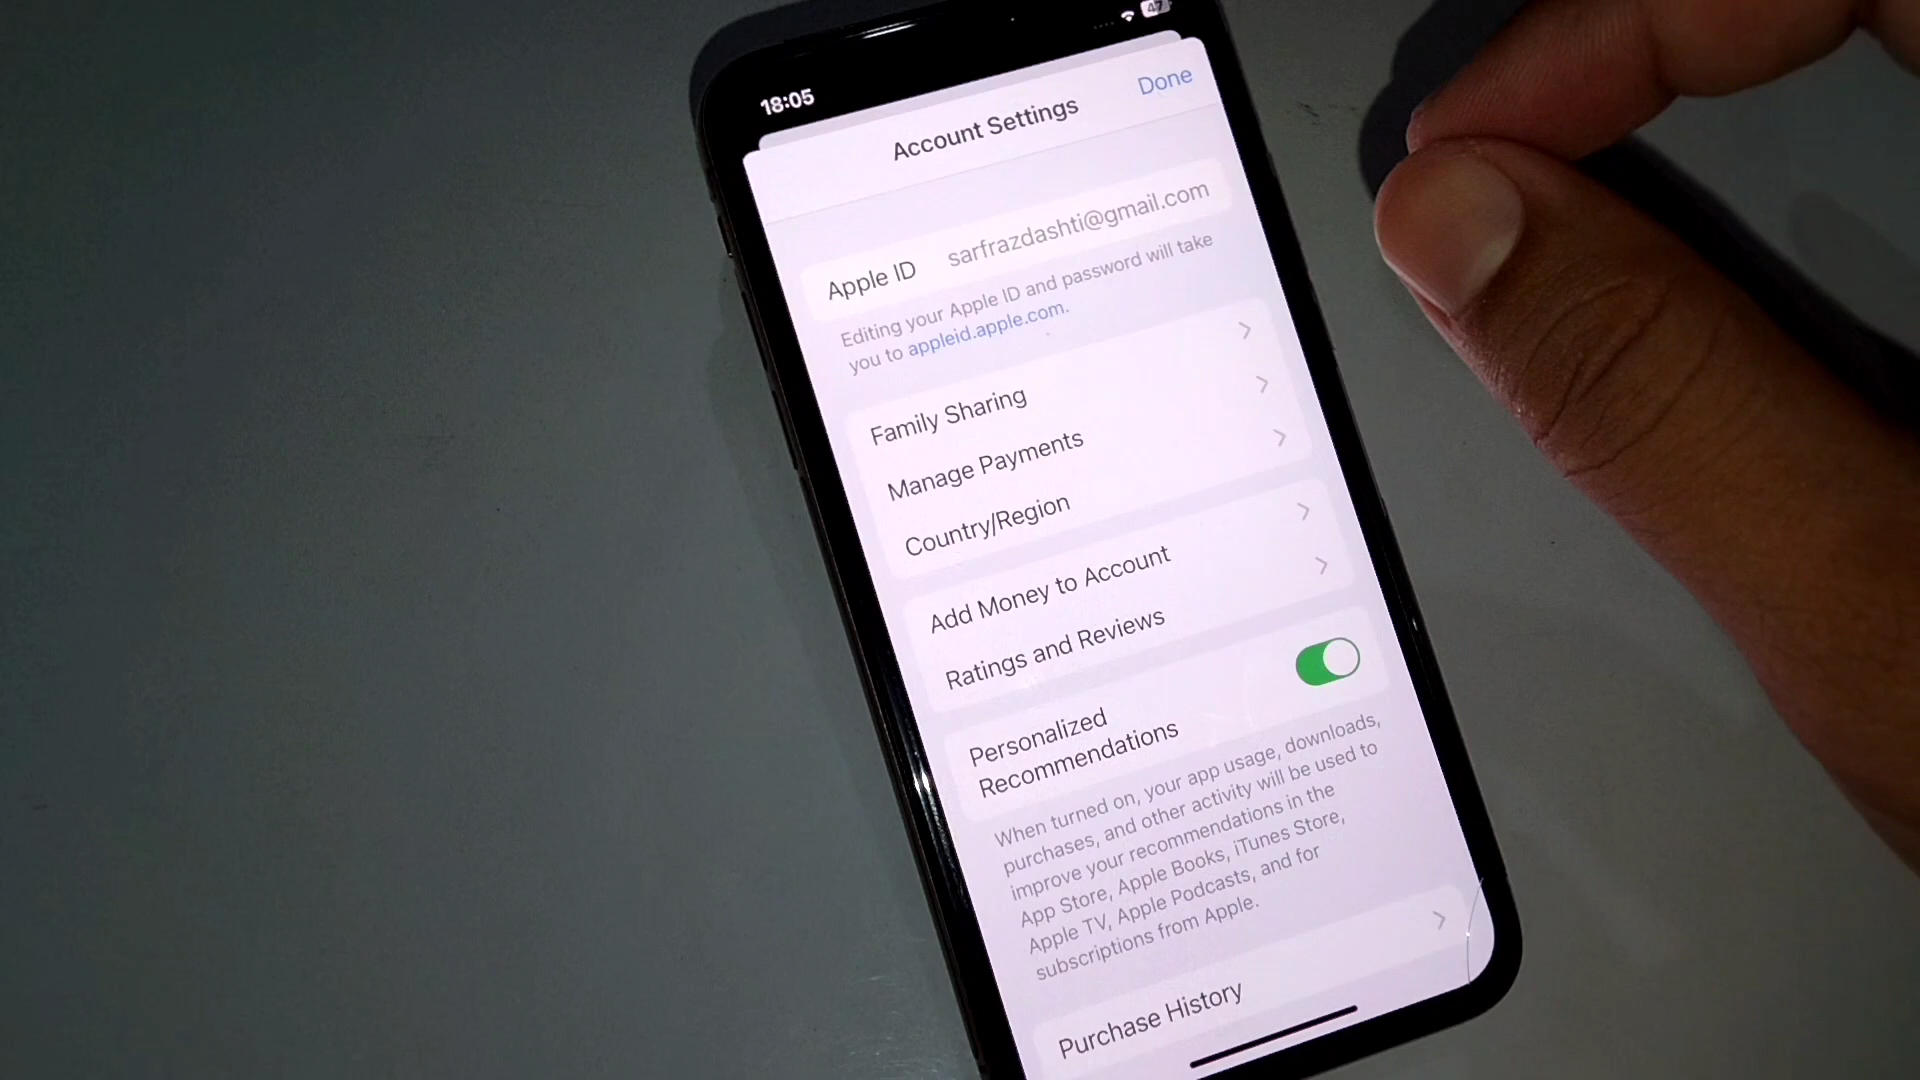 18:05
47
Account Settings
Done
Apple ID
sarfrazdashti@gmail.com
Editing your Apple ID and password will take
you to appleid.apple.com.
Family Sharing
Manage Payments
Country/Region
Add Money to Account
Ratings and Reviews
Personalized
Recommendations
When turned on, your app usage, downloads,
purchases, and other activity will be used to
improve your recommendations in the
App Store, Apple Books, iTunes Store,
Apple TV, Apple Podcasts, and for
subscriptions from Apple.
Purchase History